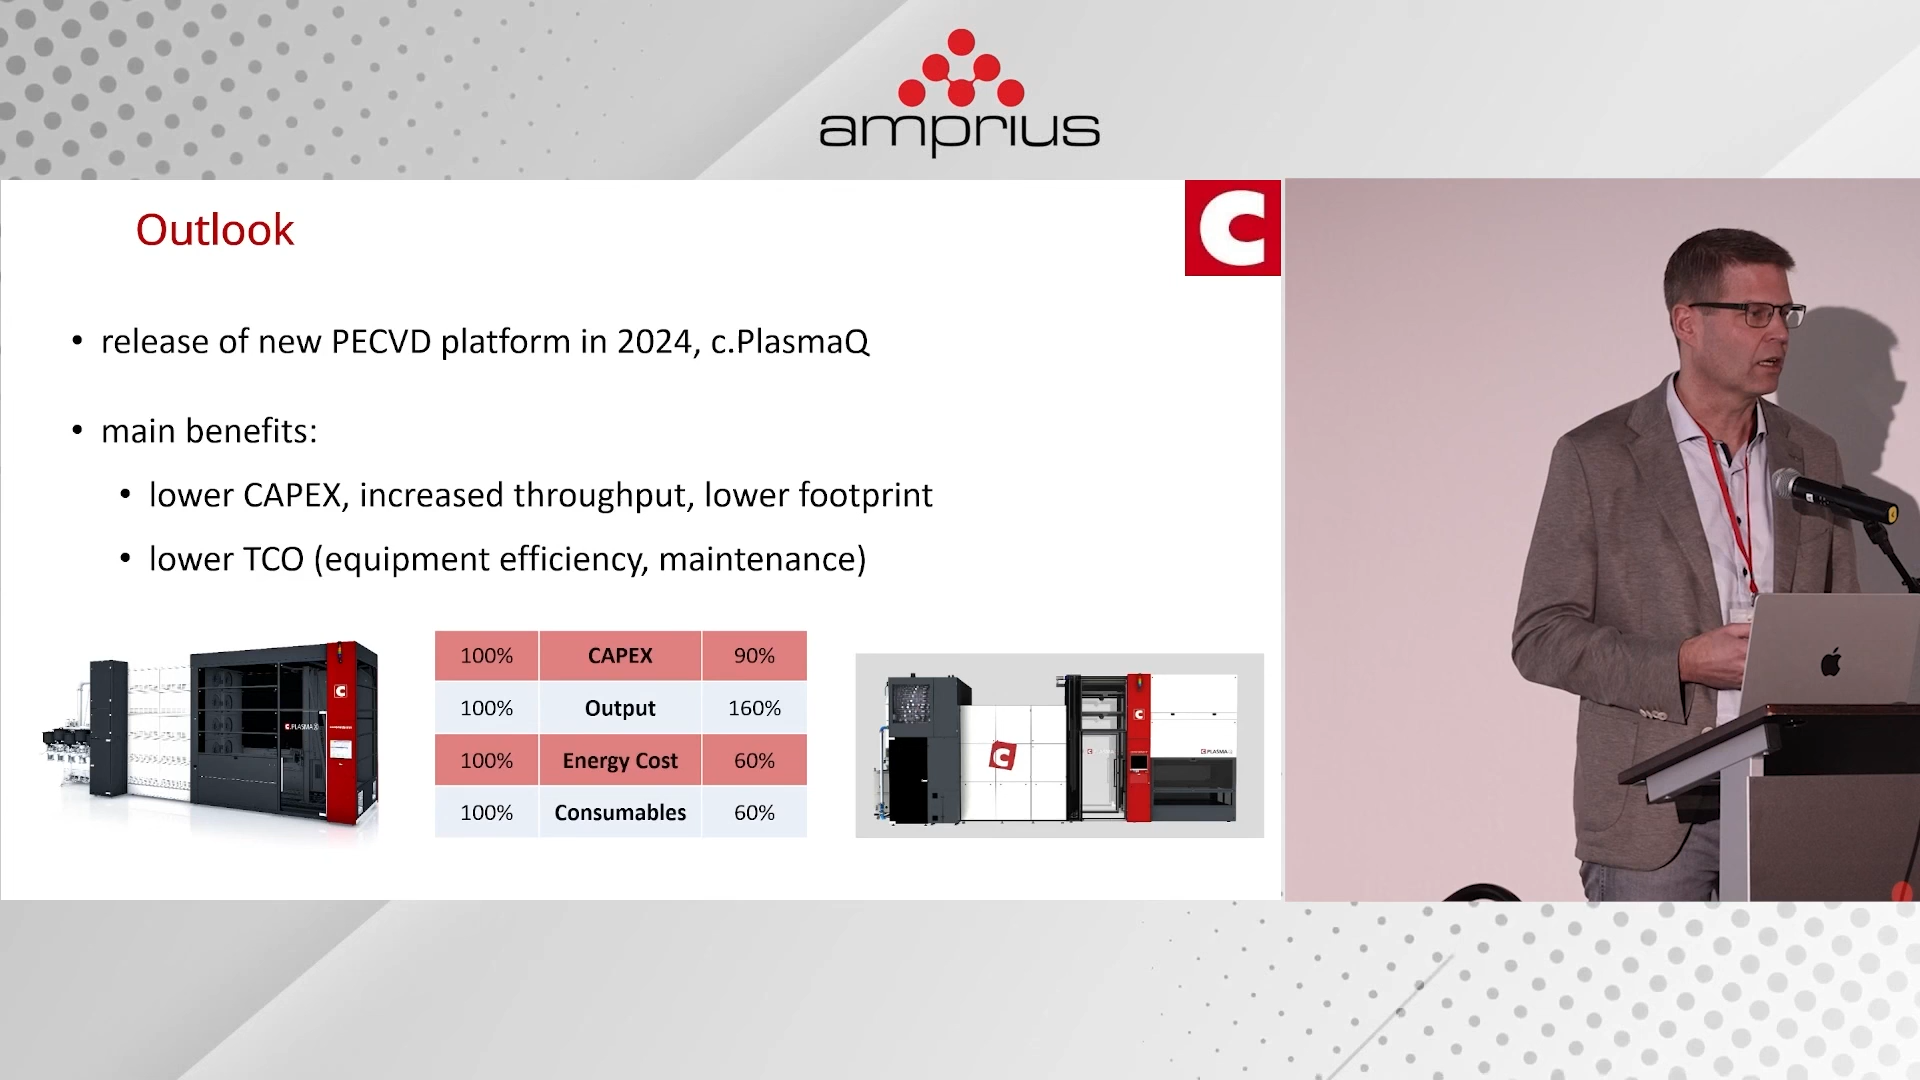 amprius
Outlook
C
• release of new PECVD platform in 2024, c.PlasmaQ
• main benefits:
• lower CAPEX, increased throughput, lower footprint
• lower TCO (equipment efficiency, maintenance)
100% CAPEX 90%
100% Output 160%
100% Energy Cost 60%
100% Consumables 60%
C
C
C